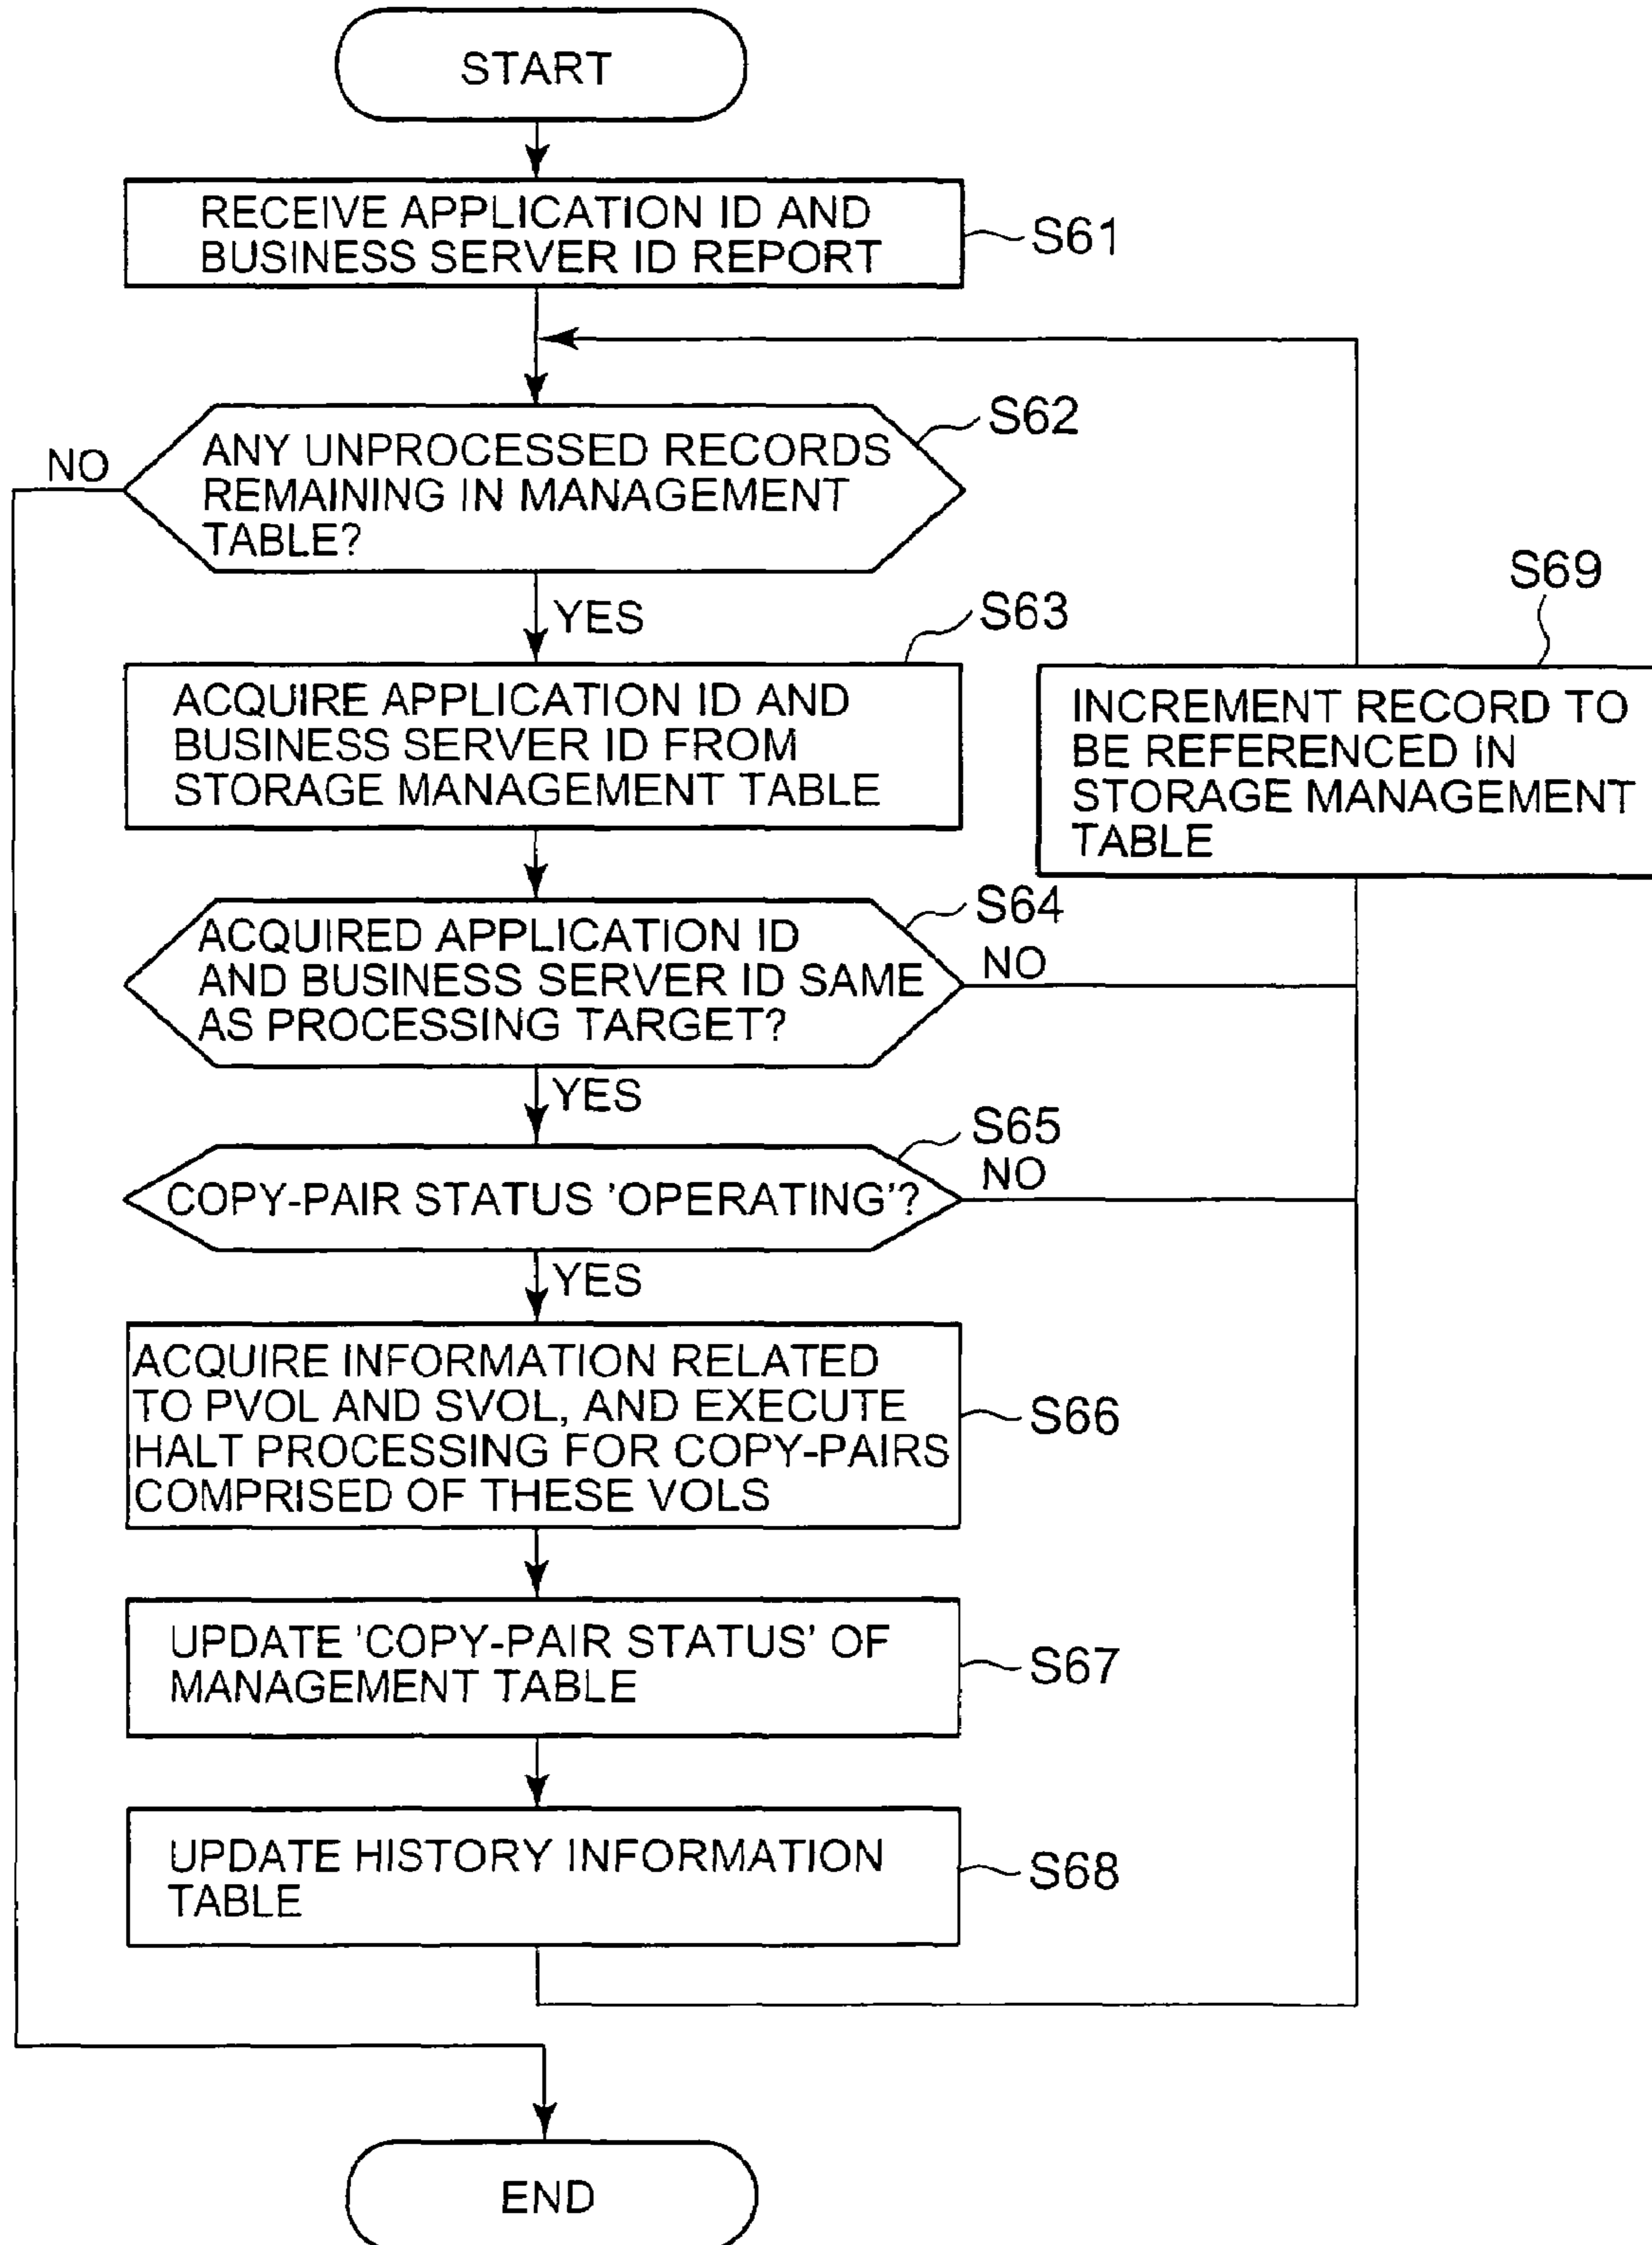 START
RECEIVE APPLICATION ID AND
BUSINESS SERVER ID REPORT
S61
S62
ANY UNPROCESSED RECORDS
REMAINING IN MANAGEMENT
TABLE?
NO
YES
S63
ACQUIRE APPLICATION ID AND
BUSINESS SERVER ID FROM
STORAGE MANAGEMENT TABLE
S69
INCREMENT RECORD TO
BE REFERENCED IN
STORAGE MANAGEMENT
TABLE
S64
ACQUIRED APPLICATION ID
AND BUSINESS SERVER ID SAME
AS PROCESSING TARGET?
NO
YES
S65
COPY-PAIR STATUS 'OPERATING'?
NO
YES
ACQUIRE INFORMATION RELATED
TO PVOL AND SVOL, AND EXECUTE
HALT PROCESSING FOR COPY-PAIRS
COMPRISED OF THESE VOLS
S66
UPDATE 'COPY-PAIR STATUS' OF
MANAGEMENT TABLE
S67
UPDATE HISTORY INFORMATION
TABLE
S68
END